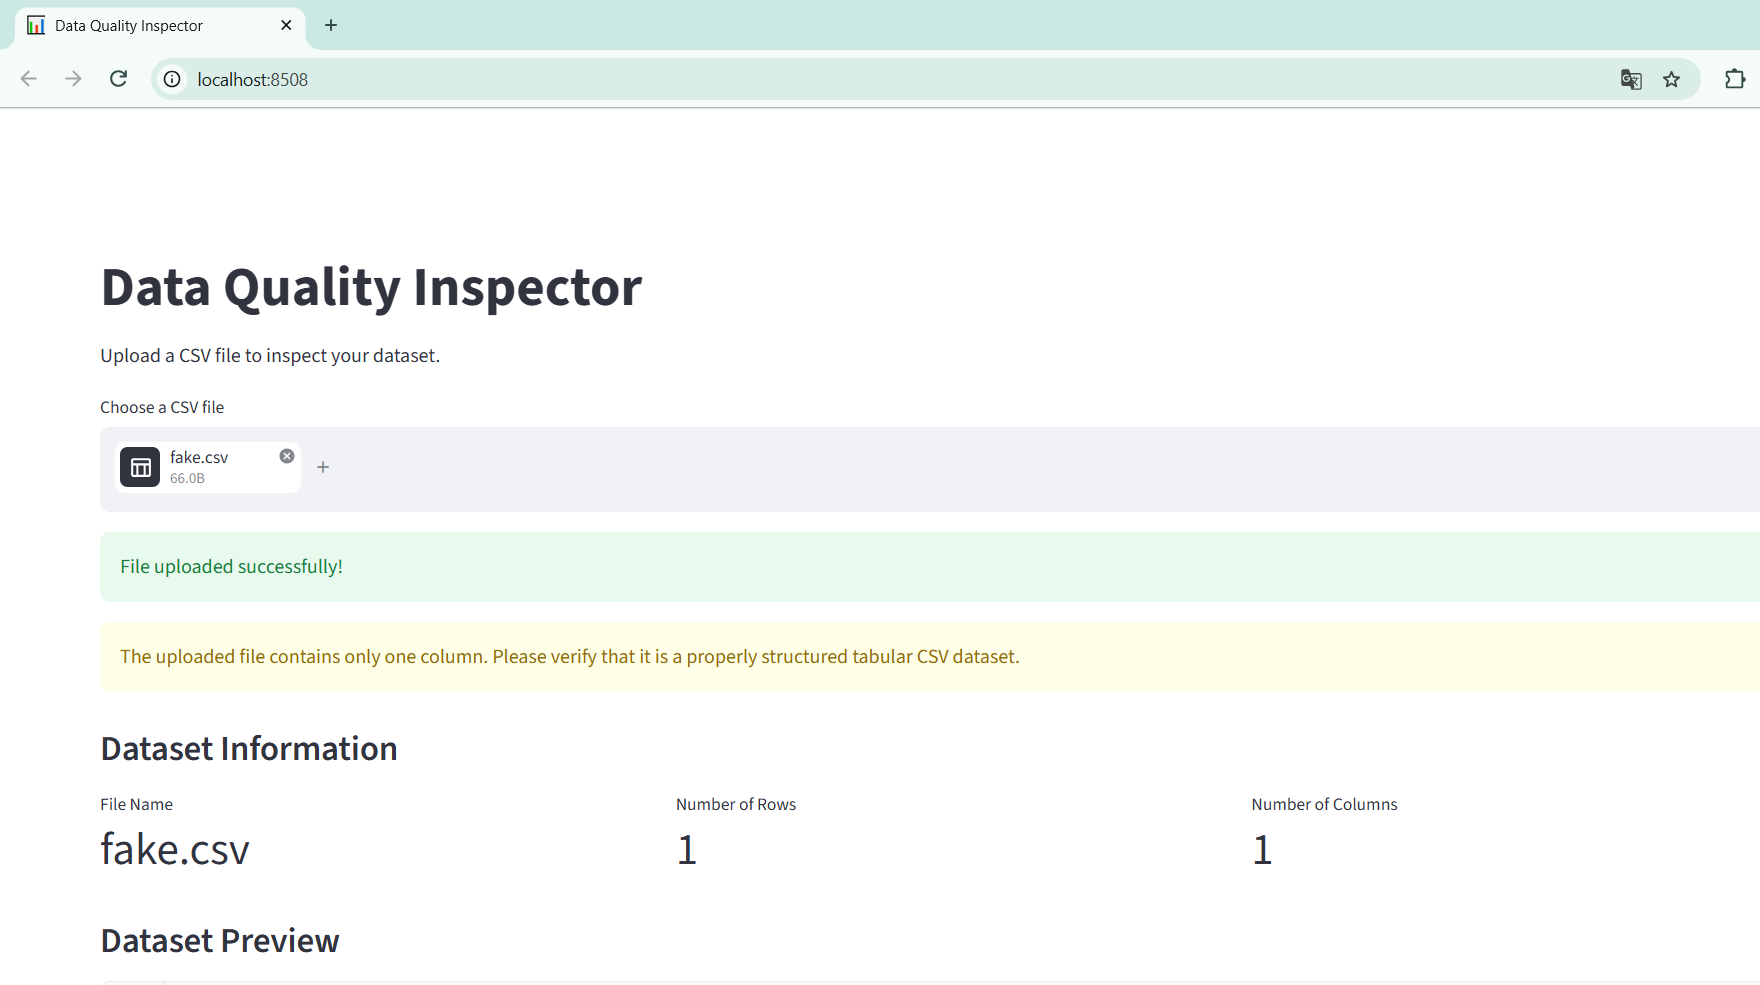 Data Quality Inspector
localhost:8508
Data Quality Inspector
Upload a CSV file to inspect your dataset.
Choose a CSV file
fake.csv
66.0B
File uploaded successfully!
The uploaded file contains only one column. Please verify that it is a properly structured tabular CSV dataset.
Dataset Information
File Name
fake.csv
Number of Rows
1
Number of Columns
1
Dataset Preview